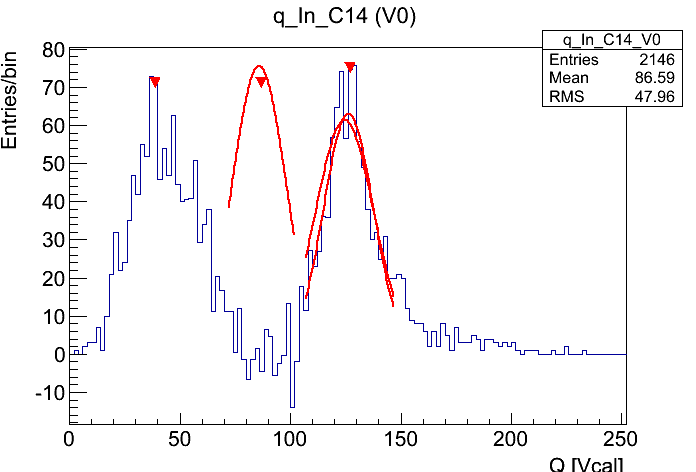 q_In_C14 (V0)
q_In_C14_V0
Entries 2146
Mean 86.59
RMS 47.96
Entries/bin
80
70
60
50
40
30
20
10
0
-10
0 50 100 150 200 250
Q [Vcal]